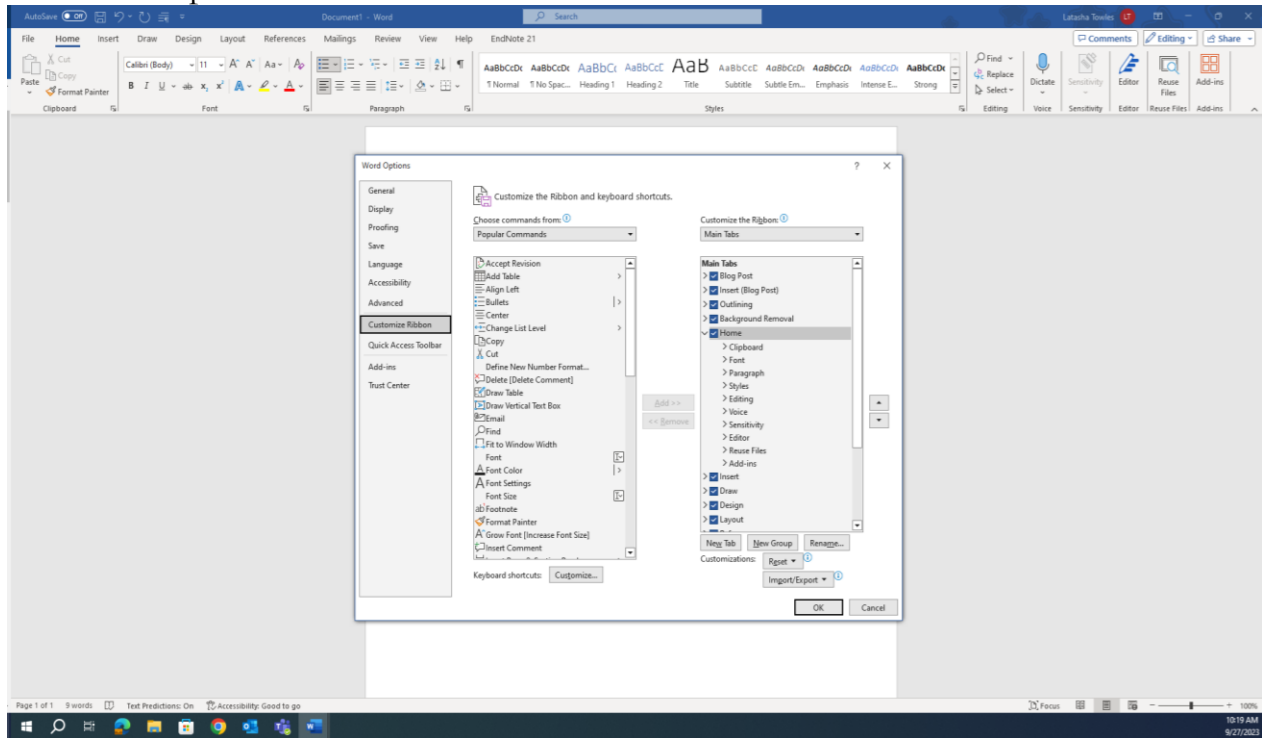 AutoSave Off Document1 - Word Search Latasha Towles LT
File Home Insert Draw Design Layout References Mailings Review View Help EndNote 21 Comments Editing Share
Paste Cut Copy Format Painter
Calibri (Body) 11 A A Aa A
B I U ab x₂ x² A A
AaBbCcDc AaBbCcDc AaBbCc AaBbCcC AaB AaBbCcC AaBbCcDc AaBbCcDc AaBbCcDc AaBbCcDc
¶ Normal ¶ No Spac... Heading 1 Heading 2 Title Subtitle Subtle Em... Emphasis Intense E... Strong
Find
Replace
Select
Dictate Sensitivity Editor Reuse Files Add-ins
Clipboard Font Paragraph Styles Editing Voice Sensitivity Editor Reuse Files Add-ins
Word Options ?
General
Display
Proofing
Save
Language
Accessibility
Advanced
Customize Ribbon
Quick Access Toolbar
Add-ins
Trust Center
Customize the Ribbon and keyboard shortcuts.
Choose commands from:
Popular Commands
Accept Revision
Add Table
Align Left
Bullets
Center
Change List Level
Copy
Cut
Define New Number Format...
Delete [Delete Comment]
Draw Table
Draw Vertical Text Box
Email
Find
Fit to Window Width
Font
Font Color
Font Settings
Font Size
Footnote
Format Painter
Grow Font [Increase Font Size]
Insert Comment
Add >>
<< Remove
Customize the Ribbon:
Main Tabs
Main Tabs
Blog Post
Insert (Blog Post)
Outlining
Background Removal
Home
Clipboard
Font
Paragraph
Styles
Editing
Voice
Sensitivity
Editor
Reuse Files
Add-ins
Insert
Draw
Design
Layout
New Tab New Group Rename...
Customizations: Reset
Import/Export
Keyboard shortcuts: Customize...
OK Cancel
Page 1 of 1 9 words Text Predictions: On Accessibility: Good to go Focus 100%
10:19 AM
9/27/2023